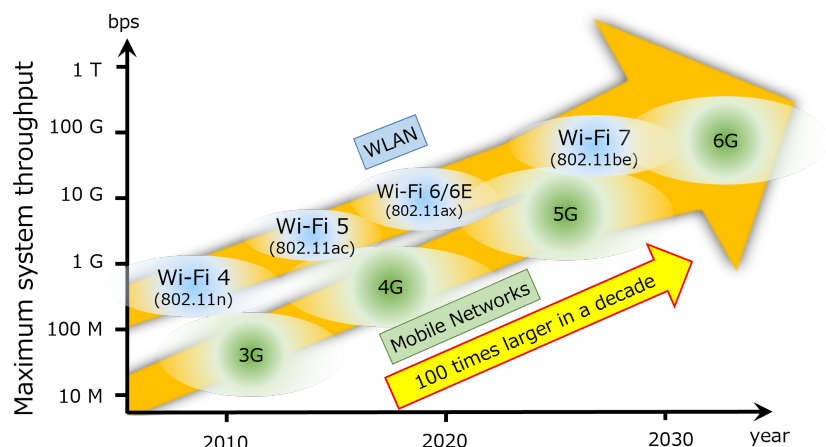 bps
Maximum system throughput
1 T
100 G
10 G
1 G
100 M
10 M
WLAN
Wi-Fi 7
(802.11be)
6G
Wi-Fi 6/6E
(802.11ax)
5G
Wi-Fi 5
(802.11ac)
Wi-Fi 4
(802.11n)
4G
3G
Mobile Networks
100 times larger in a decade
2010
2020
2030
year